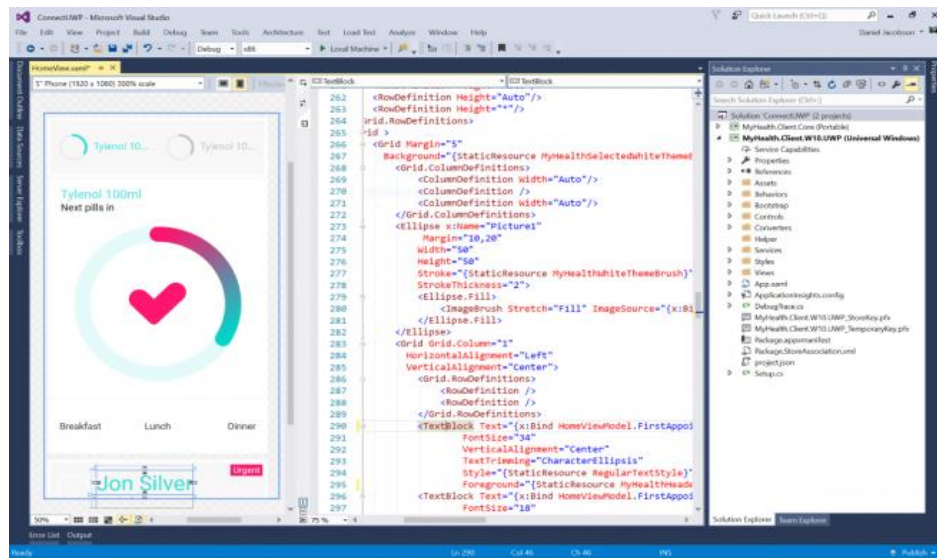 ConnectUWP - Microsoft Visual Studio
Quick Launch (Ctrl+Q)
File Edit View Project Build Debug Team Tools Architecture Test Load Test Analyze Window Help
Daniel Jacobson
Debug x86 Local Machine
HomeView.xaml*
5" Phone (1920 x 1080) 300% scale
Document Outline
Data Sources
Server Explorer
Toolbox
Tylenol 10...
Tylenol 10...
Tylenol 100ml
Next pills in
Breakfast Lunch Dinner
Urgent
Jon Silver
50%
TextBlock
TextBlock
262 <RowDefinition Height="Auto"/>
263 <RowDefinition Height="*"/>
264 Grid.RowDefinitions>
265
266 <Grid Margin="5"
267 Background="{StaticResource MyHealthSelectedWhiteThemeB
268 <Grid.ColumnDefinitions>
269 <ColumnDefinition Width="Auto"/>
270 <ColumnDefinition />
271 <ColumnDefinition Width="Auto"/>
272 </Grid.ColumnDefinitions>
273 <Ellipse x:Name="Picture1"
274 Margin="10,20"
275 Width="50"
276 Height="50"
277 Stroke="{StaticResource MyHealthWhiteThemeBrush}"
278 StrokeThickness="2">
279 <Ellipse.Fill>
280 <ImageBrush Stretch="Fill" ImageSource="{x:Bi
281 </Ellipse.Fill>
282 </Ellipse>
283 <Grid Grid.Column="1"
284 HorizontalAlignment="Left"
285 VerticalAlignment="Center">
286 <Grid.RowDefinitions>
287 <RowDefinition />
288 <RowDefinition />
289 </Grid.RowDefinitions>
290 <TextBlock Text="{x:Bind HomeViewModel.FirstAppoi
291 FontSize="34"
292 VerticalAlignment="Center"
293 TextTrimming="CharacterEllipsis"
294 Style="{StaticResource RegularTextStyle}"
295 Foreground="{StaticResource MyHealthHeade
296 <TextBlock Text="{x:Bind HomeViewModel.FirstAppoi
297 FontSize="18"
75 %
Solution Explorer
Search Solution Explorer (Ctrl+;)
Solution 'ConnectUWP' (2 projects)
MyHealth.Client.Core (Portable)
MyHealth.Client.W10.UWP (Universal Windows)
Service Capabilities
Properties
References
Assets
Behaviors
Bootstrap
Controls
Converters
Helper
Services
Styles
Views
App.xaml
ApplicationInsights.config
DebugTrace.cs
MyHealth.Client.W10.UWP_StoreKey.pfx
MyHealth.Client.W10.UWP_TemporaryKey.pfx
Package.appxmanifest
Package.StoreAssociation.xml
project.json
Setup.cs
Solution Explorer Team Explorer
Properties
Error List Output
Ready Ln 290 Col 46 Ch 46 INS Publish